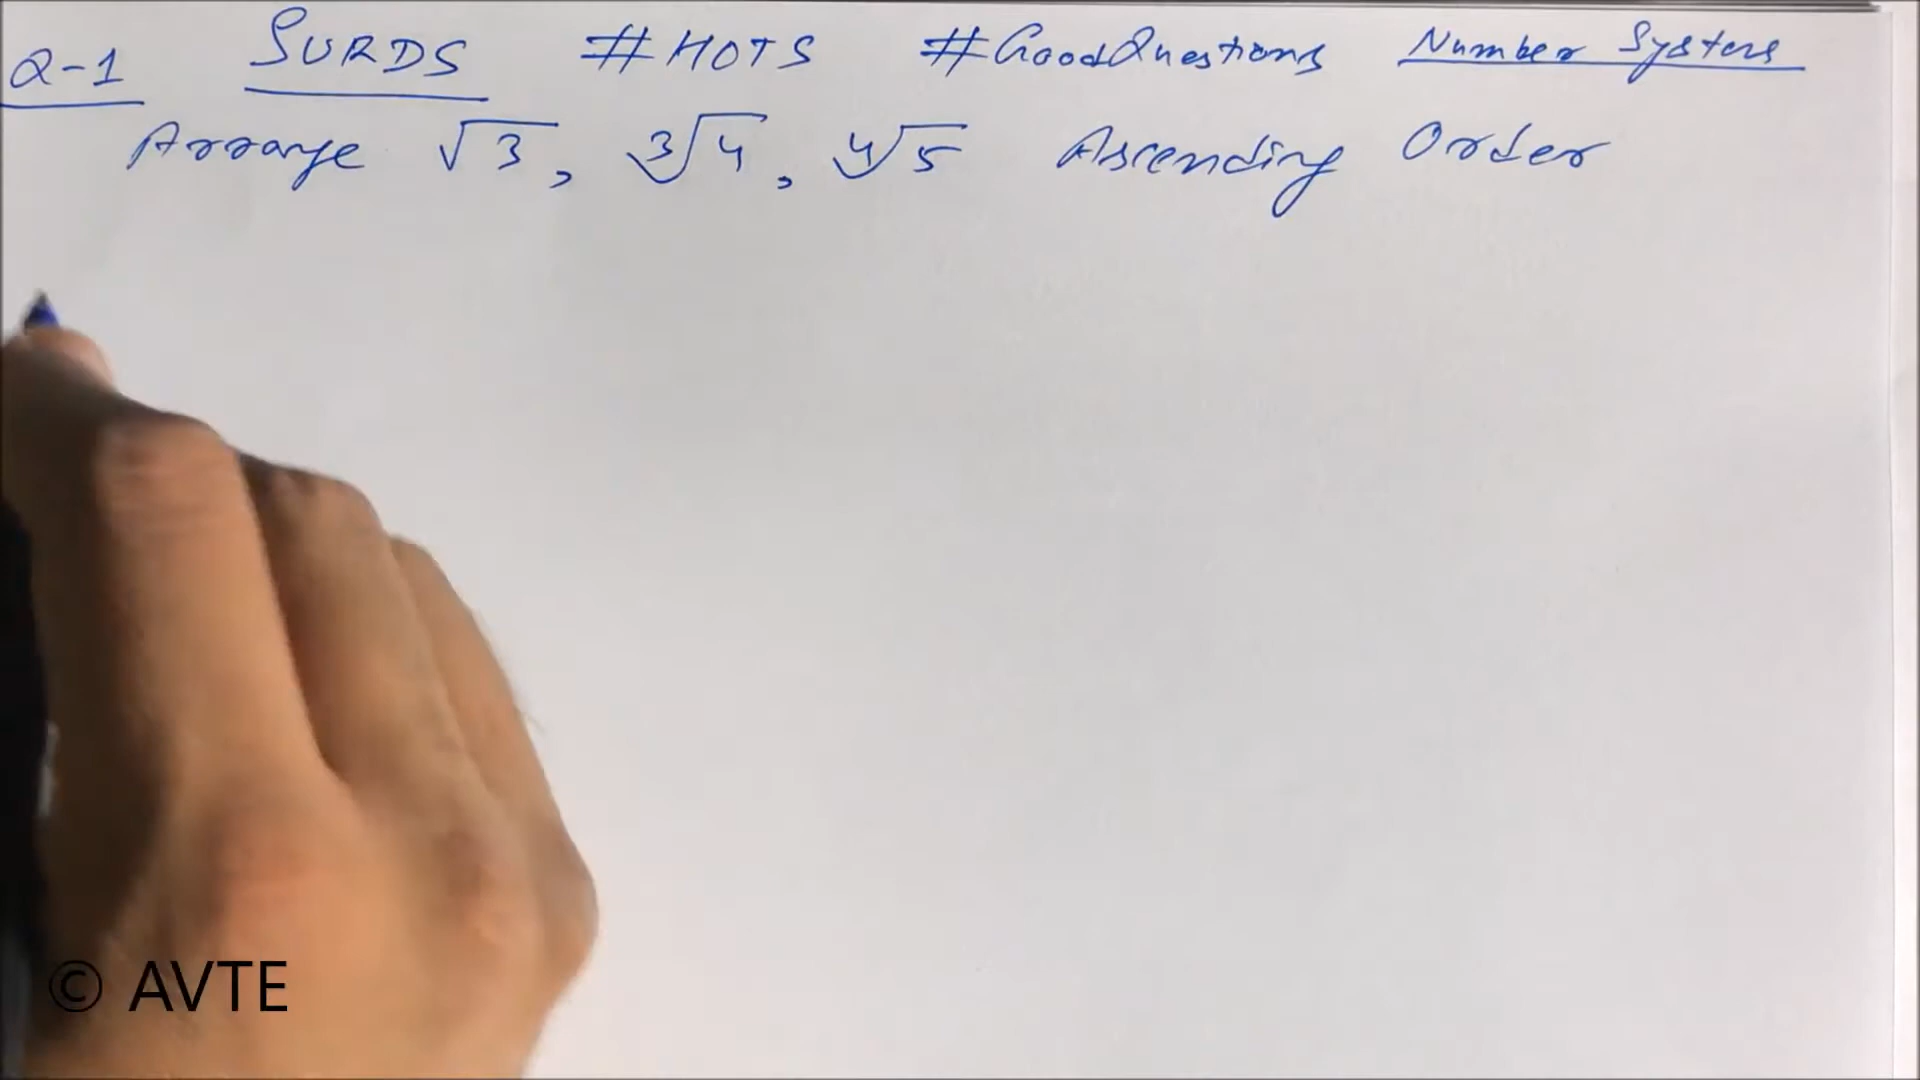 Q-1 SURDS #HOTS #GoodQuestions Number System
Arrange √3, ∛4, ∜5 Ascending Order
© AVTE